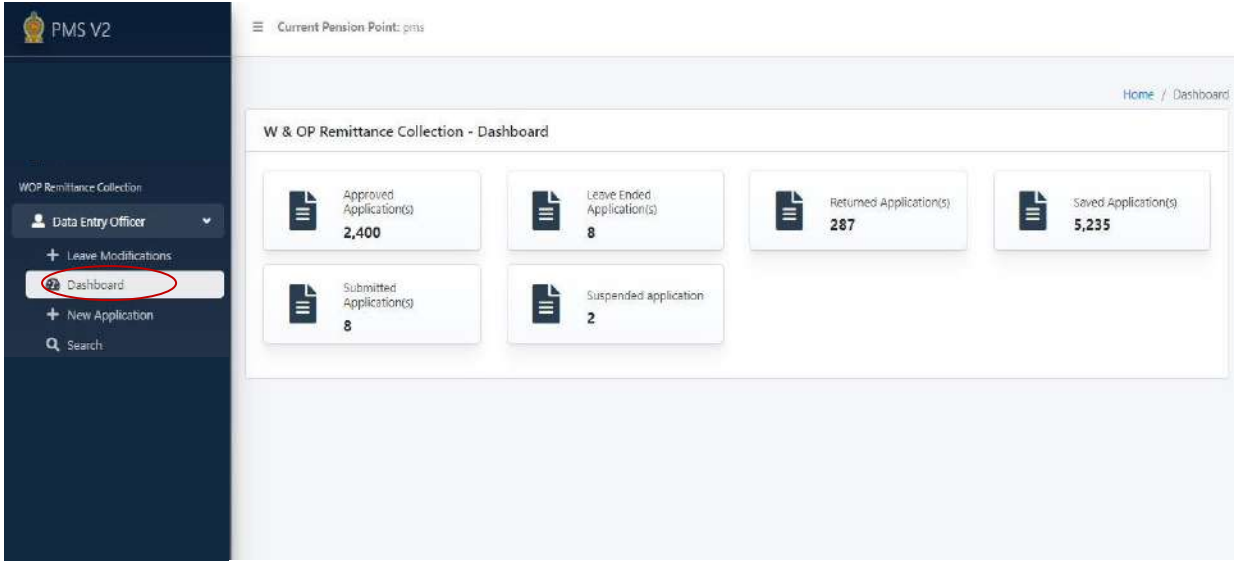 PMS V2
Current Pension Point: pms
Home / Dashboard
W & OP Remittance Collection - Dashboard
WOP Remittance Collection
Data Entry Officer
Leave Modifications
Dashboard
New Application
Search
Approved
Application(s)
2,400
Leave Ended
Application(s)
8
Returned Application(s)
287
Saved Application(s)
5,235
Submitted
Application(s)
8
Suspended application
2